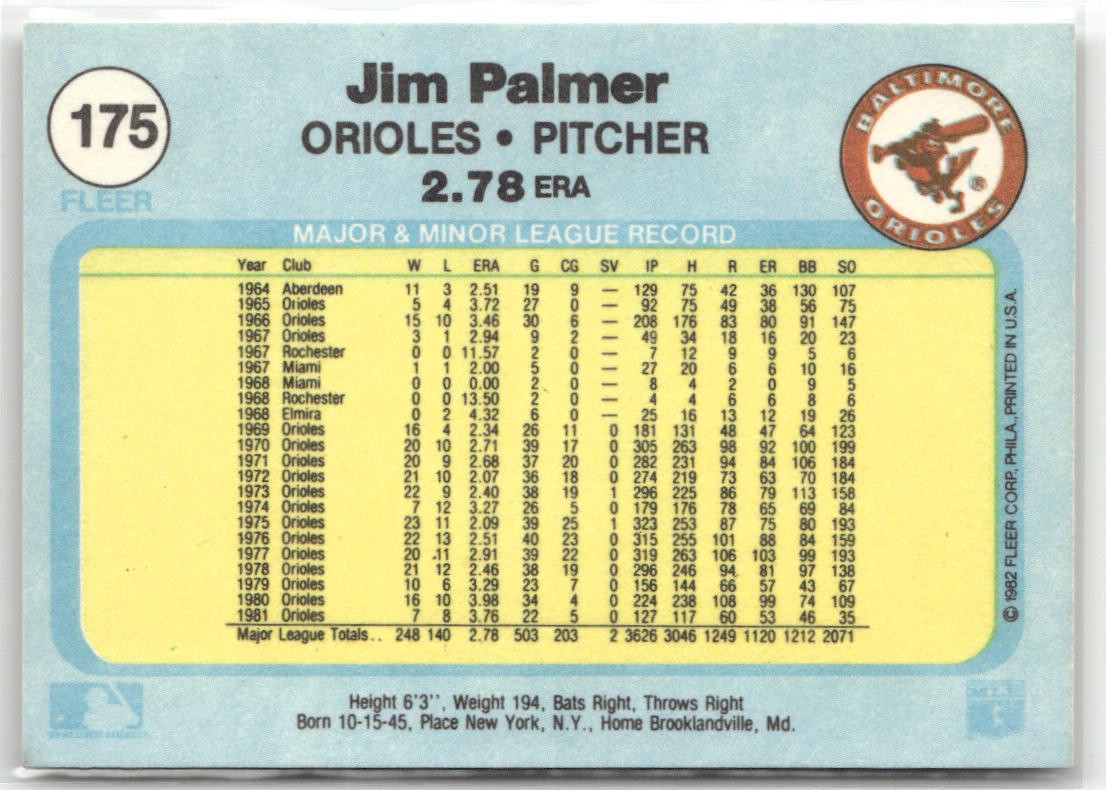 175
FLEER
Jim Palmer
ORIOLES • PITCHER
2.78 ERA
BALTIMORE
ORIOLES
®
MAJOR & MINOR LEAGUE RECORD
Year Club W L ERA G CG SV IP H R ER BB SO
1964 Aberdeen 11 3 2.51 19 9 — 129 75 42 36 130 107
1965 Orioles 5 4 3.72 27 0 — 92 75 49 38 56 75
1966 Orioles 15 10 3.46 30 6 — 208 176 83 80 91 147
1967 Orioles 3 1 2.94 9 2 — 49 34 18 16 20 23
1967 Rochester 0 0 11.57 2 0 — 7 12 9 9 5 6
1967 Miami 1 1 2.00 5 0 — 27 20 6 6 10 16
1968 Miami 0 0 0.00 2 0 — 8 4 2 0 9 5
1968 Rochester 0 0 13.50 2 0 — 4 4 6 6 8 6
1968 Elmira 0 2 4.32 6 0 — 25 16 13 12 19 26
1969 Orioles 16 4 2.34 26 11 0 181 131 48 47 64 123
1970 Orioles 20 10 2.71 39 17 0 305 263 98 92 100 199
1971 Orioles 20 9 2.68 37 20 0 282 231 94 84 106 184
1972 Orioles 21 10 2.07 36 18 0 274 219 73 63 70 184
1973 Orioles 22 9 2.40 38 19 1 296 225 86 79 113 158
1974 Orioles 7 12 3.27 26 5 0 179 176 78 65 69 84
1975 Orioles 23 11 2.09 39 25 1 323 253 87 75 80 193
1976 Orioles 22 13 2.51 40 23 0 315 255 101 88 84 159
1977 Orioles 20 11 2.91 39 22 0 319 263 106 103 99 193
1978 Orioles 21 12 2.46 38 19 0 296 246 94 81 97 138
1979 Orioles 10 6 3.29 23 7 0 156 144 66 57 43 67
1980 Orioles 16 10 3.98 34 4 0 224 238 108 99 74 109
1981 Orioles 7 8 3.76 22 5 0 127 117 60 53 46 35
Major League Totals.. 248 140 2.78 503 203 2 3626 3046 1249 1120 1212 2071
© 1982 FLEER CORP. PHILA., PRINTED IN U.S.A.
Height 6'3'', Weight 194, Bats Right, Throws Right
Born 10-15-45, Place New York, N.Y., Home Brooklandville, Md.